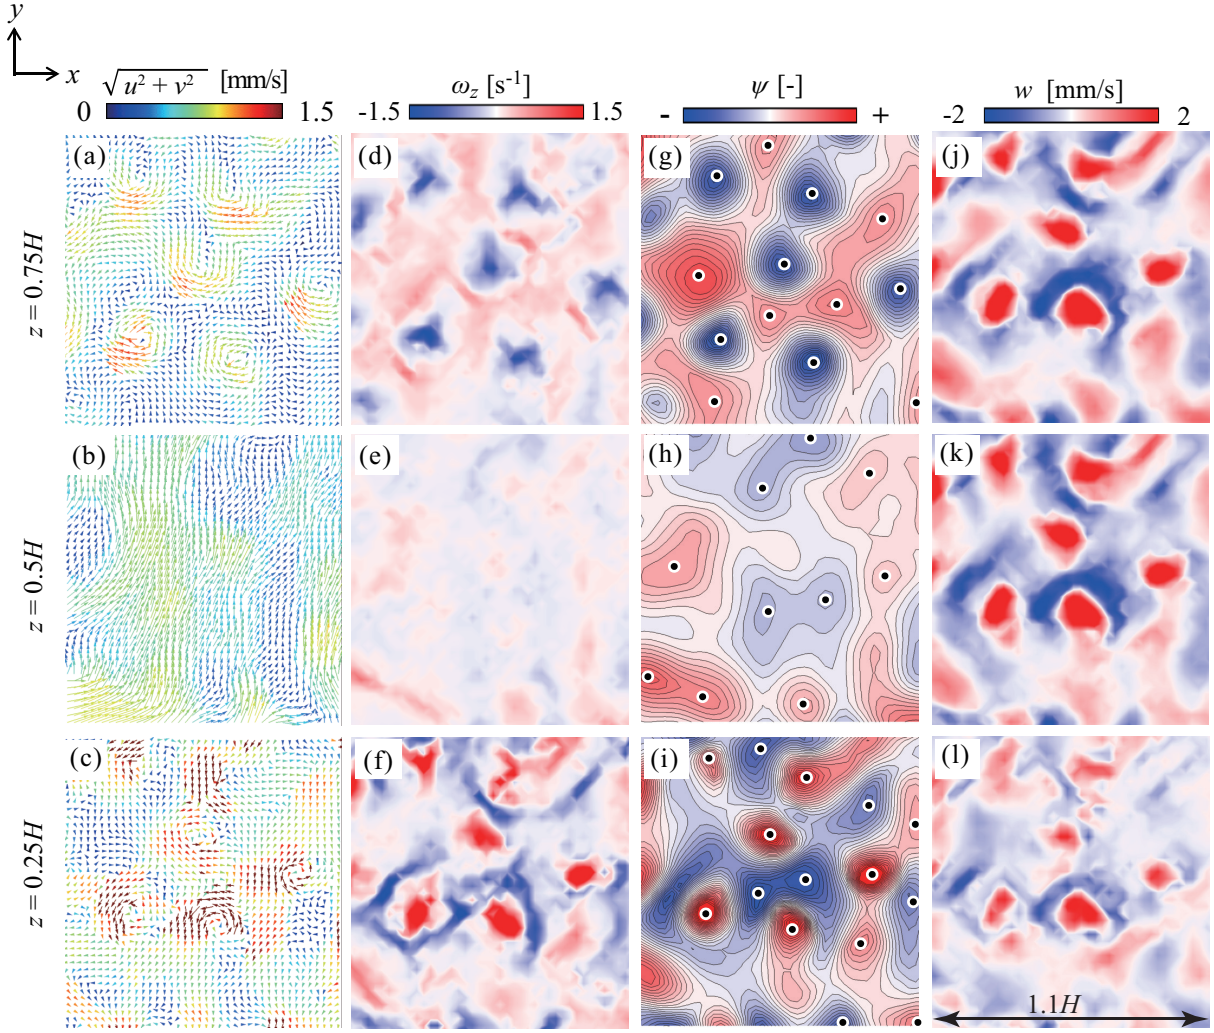 y
x
√u² + v² [mm/s]
0 1.5
ω_z [s⁻¹]
-1.5 1.5
ψ [-]
- +
w [mm/s]
-2 2
z = 0.75H
(a) (d) (g) (j)
z = 0.5H
(b) (e) (h) (k)
z = 0.25H
(c) (f) (i) (l)
1.1H